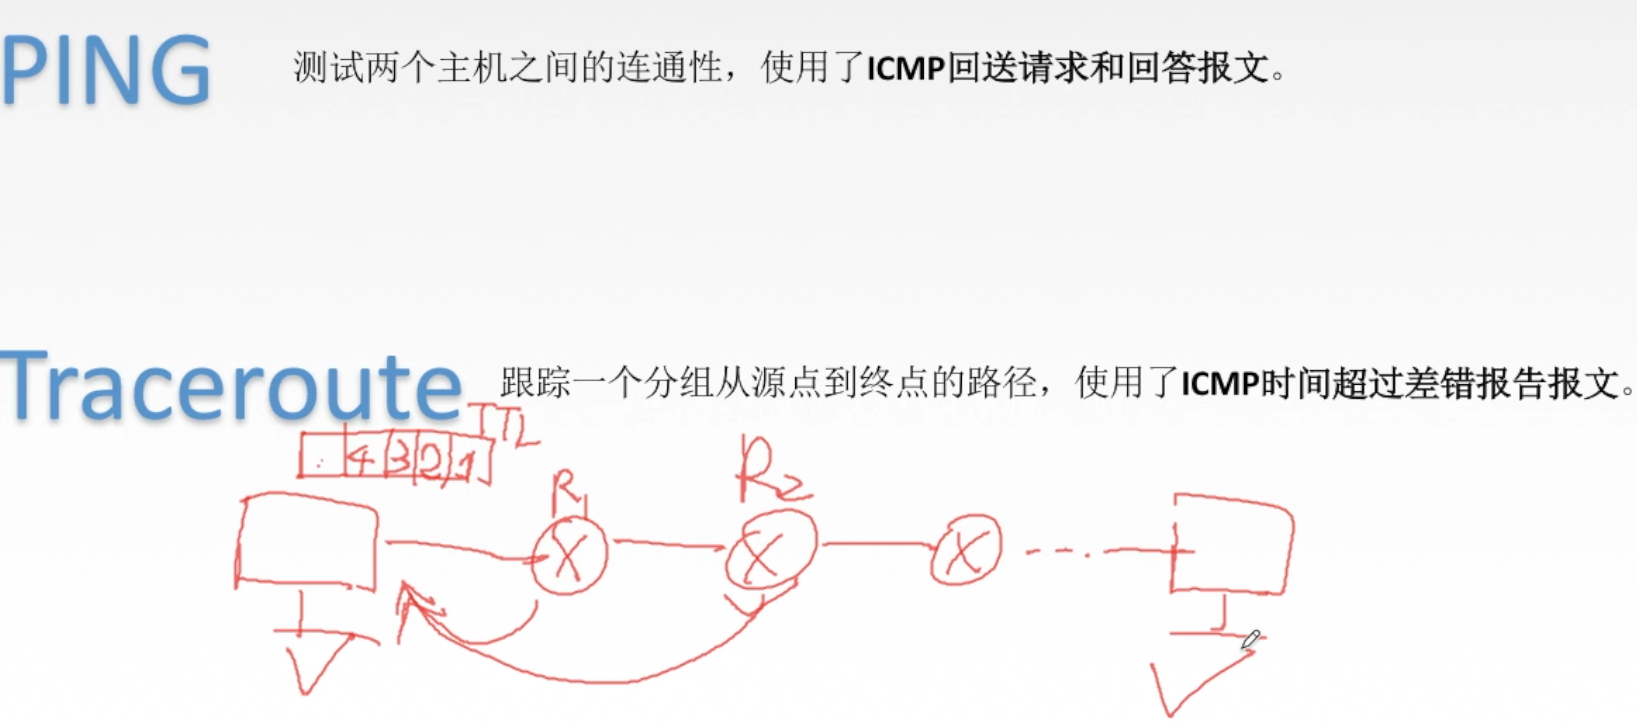 PING 测试两个主机之间的连通性，使用了ICMP回送请求和回答报文。
Traceroute 跟踪一个分组从源点到终点的路径，使用了ICMP时间超过差错报告报文。
TTL
4 3 2 1
R1
R2